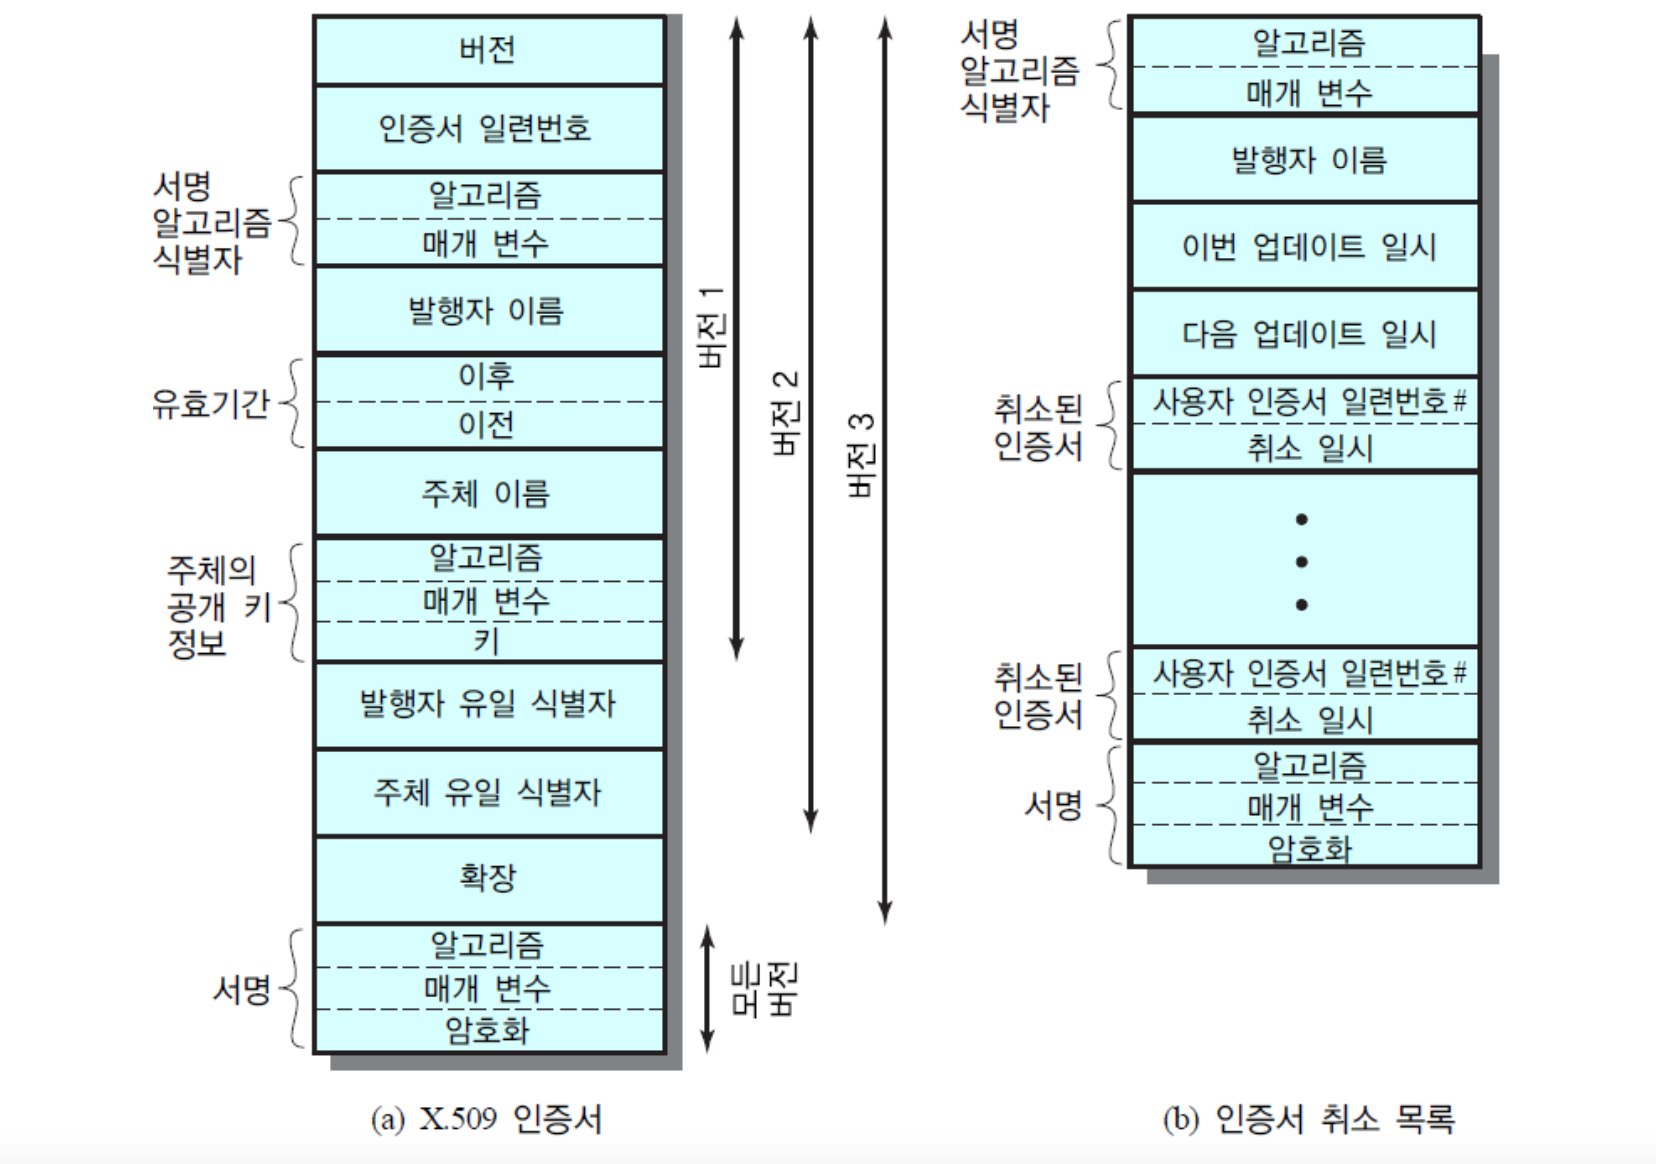 버전
인증서 일련번호
서명
알고리즘
식별자
알고리즘
매개 변수
발행자 이름
유효기간
이후
이전
주체 이름
주체의
공개 키
정보
알고리즘
매개 변수
키
발행자 유일 식별자
주체 유일 식별자
확장
서명
알고리즘
매개 변수
암호화
버전 1
버전 2
버전 3
모든
버전
(a) X.509 인증서
서명
알고리즘
식별자
알고리즘
매개 변수
발행자 이름
이번 업데이트 일시
다음 업데이트 일시
취소된
인증서
사용자 인증서 일련번호#
취소 일시
취소된
인증서
사용자 인증서 일련번호#
취소 일시
서명
알고리즘
매개 변수
암호화
(b) 인증서 취소 목록